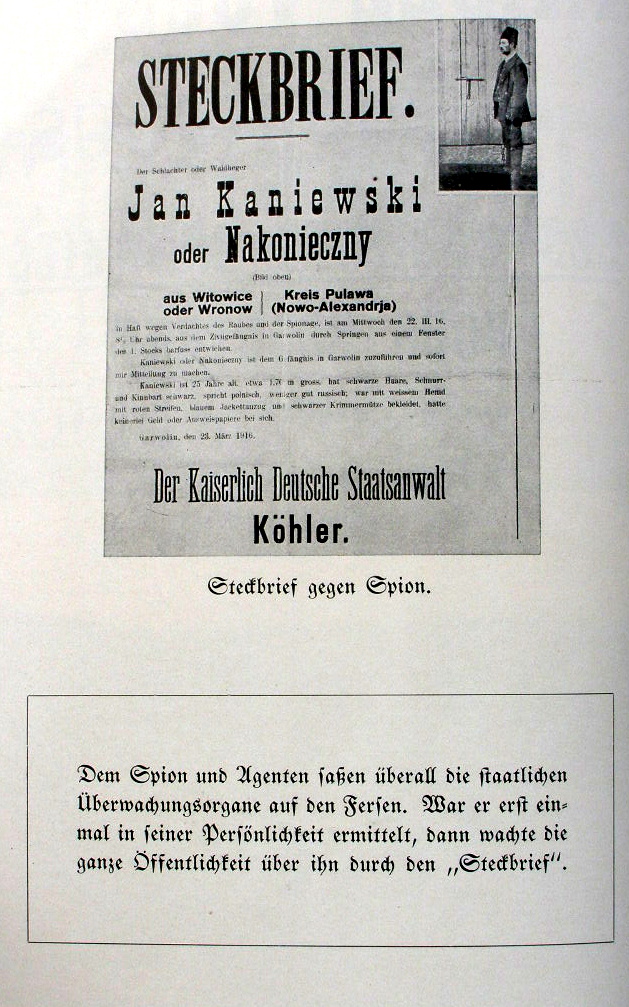 STECKBRIEF.
Der Schlachter oder Waldheger
Jan Kaniewski
oder Nakonieczny
(Bild oben)
aus Witowice | Kreis Pulawa
oder Wronow | (Nowo-Alexandrja)
in Haft wegen Verdachtes des Raubes und der Spionage, ist am Mittwoch den 22. III. 16,
Uhr abends, aus dem Zivilgefängnis in Garwolin durch Springen aus einem Fenster
des 1. Stocks barfuss entwichen.
Kaniewski oder Nakonieczny ist dem Gefängnis in Garwolin zuzuführen und sofort
mir Mitteilung zu machen.
Kaniewski ist 25 Jahre alt, etwa 1,70 m gross, hat schwarze Haare, Schnurr-
und Kinnbart schwarz, spricht polnisch, weniger gut russisch; war mit weissem Hemd
mit roten Streifen, blauem Jackettanzug und schwarzer Krimmermütze bekleidet, hatte
keinerlei Geld oder Ausweispapiere bei sich.
Garwolin, den 23. März 1916.
Der Kaiserlich Deutsche Staatsanwalt
Köhler.
Steckbrief gegen Spion.
Dem Spion und Agenten saßen überall die staatlichen
Überwachungsorgane auf den Fersen. War er erst ein-
mal in seiner Persönlichkeit ermittelt, dann wachte die
ganze Öffentlichkeit über ihn durch den „Steckbrief“.